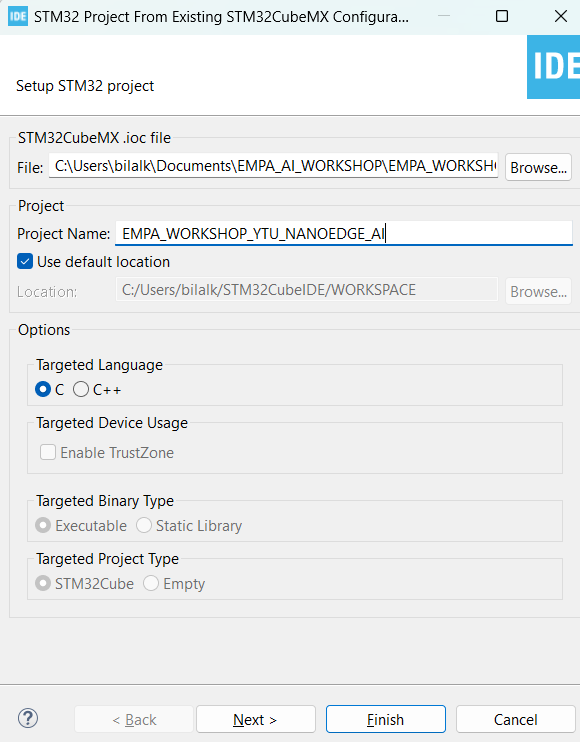 IDE STM32 Project From Existing STM32CubeMX Configura...
IDE
Setup STM32 project
STM32CubeMX .ioc file
File: C:\Users\bilalk\Documents\EMPA_AI_WORKSHOP\EMPA_WORKSH Browse...
Project
Project Name: EMPA_WORKSHOP_YTU_NANOEDGE_AI
Use default location
Location: C:/Users/bilalk/STM32CubeIDE/WORKSPACE Browse...
Options
Targeted Language
C C++
Targeted Device Usage
Enable TrustZone
Targeted Binary Type
Executable Static Library
Targeted Project Type
STM32Cube Empty
? < Back Next > Finish Cancel